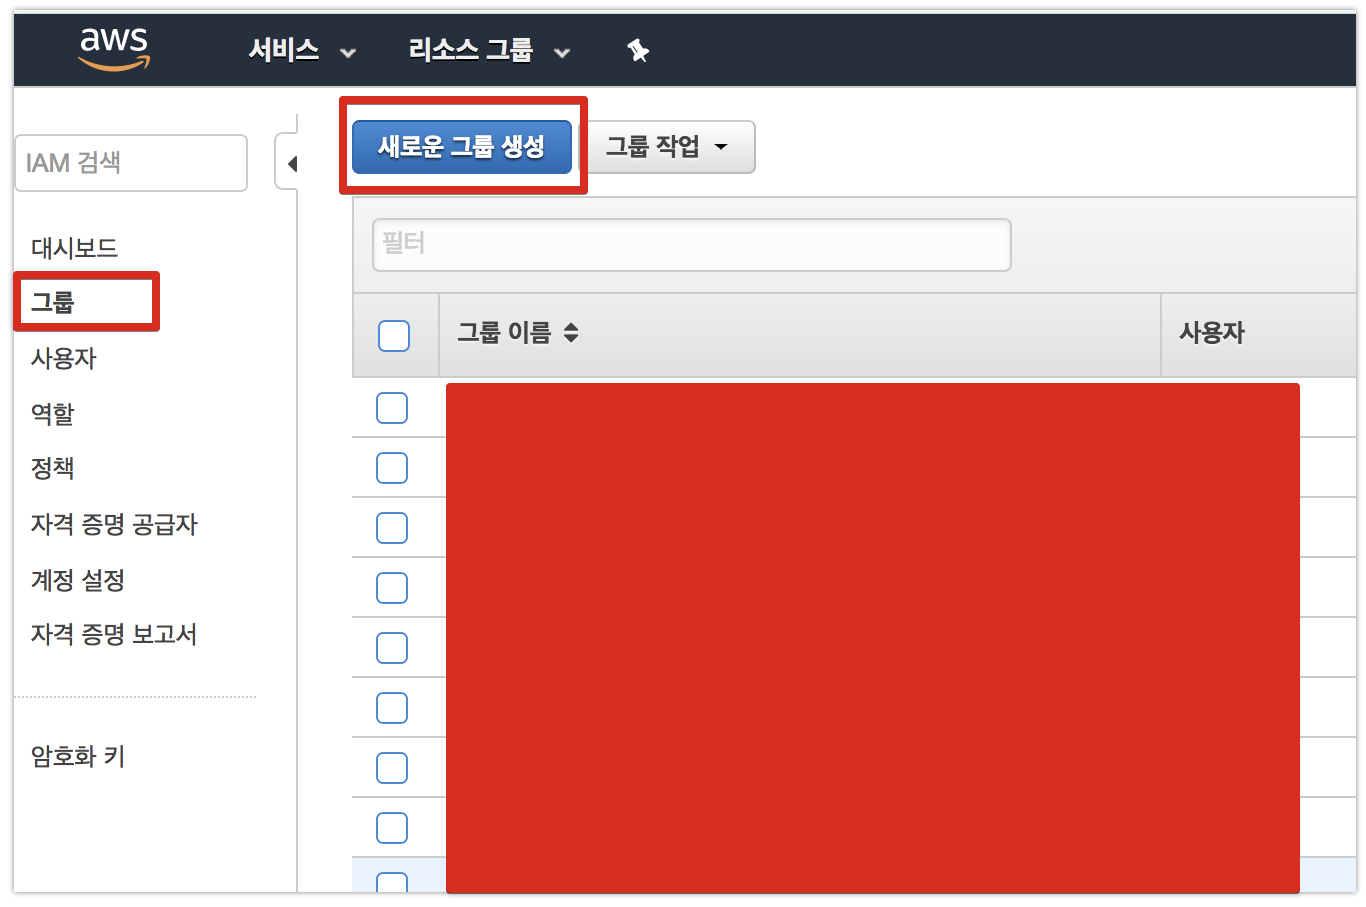 aws 서비스 리소스 그룹
새로운 그룹 생성 그룹 작업
IAM 검색
대시보드
그룹
사용자
역할
정책
자격 증명 공급자
계정 설정
자격 증명 보고서
암호화 키
필터
그룹 이름 사용자